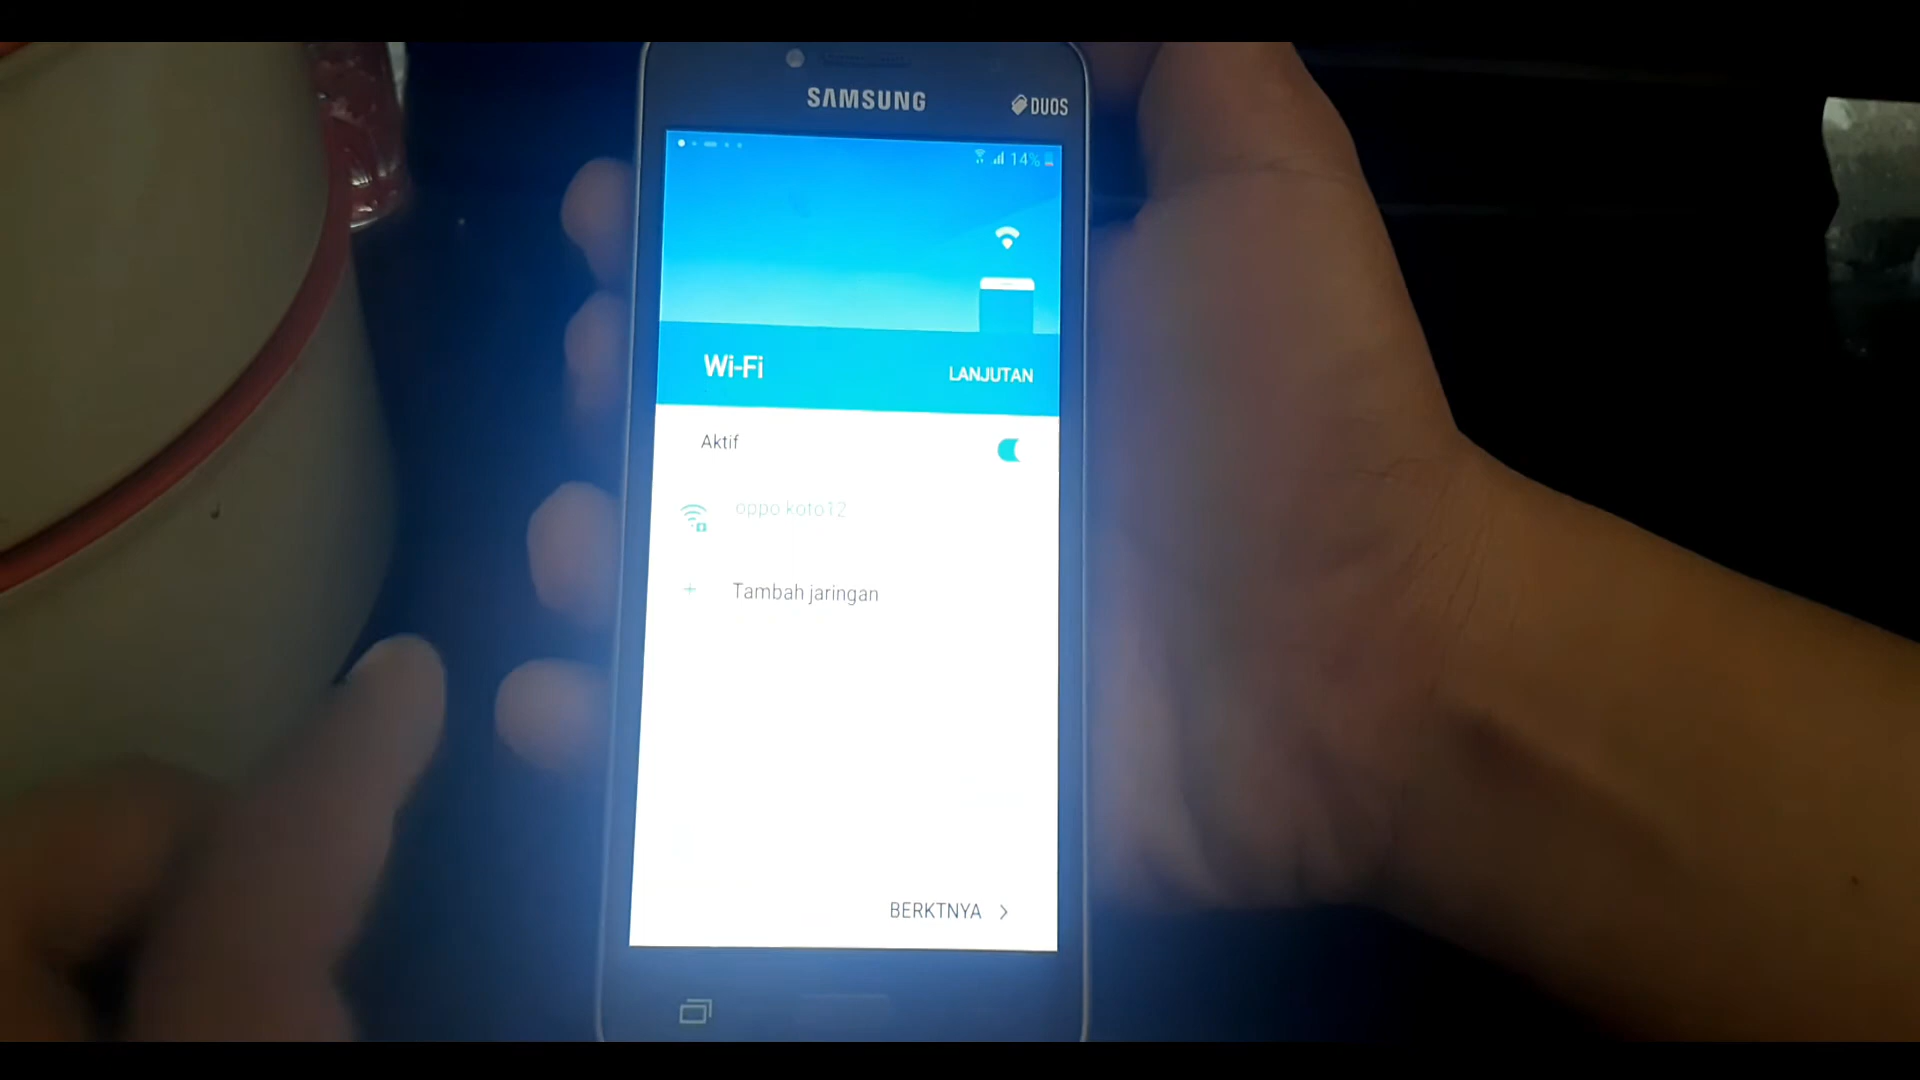 SAMSUNG
DUOS
14%
Wi-Fi
LANJUTAN
Aktif
oppo koto12
+ Tambah jaringan
BERKTNYA >